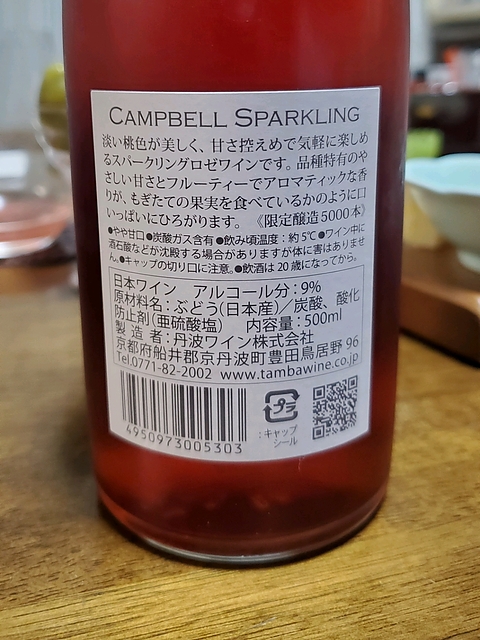 CAMPBELL SPARKLING
淡い桃色が美しく、甘さ控えめで気軽に楽しめ
るスパークリングロゼワインです。品種特有のや
さしい甘さとフルーティーでアロマティックな香
りが、もぎたての果実を食べているかのように口
いっぱいにひろがります。《限定醸造5000本》
●やや甘口●炭酸ガス含有●飲み頃温度:約5℃●ワイン中に
酒石酸などが沈殿する場合がありますが体に害はありませ
ん。●キャップの切り口に注意。●飲酒は20歳になってから。
日本ワイン アルコール分:9%
原材料名:ぶどう(日本産)/炭酸、酸化
防止剤(亜硫酸塩) 内容量:500ml
製造者:丹波ワイン株式会社
京都府船井郡京丹波町豊田鳥居野96
Tel.0771-82-2002 www.tambawine.co.jp
4950973005303
プラ
:キャップ
シール